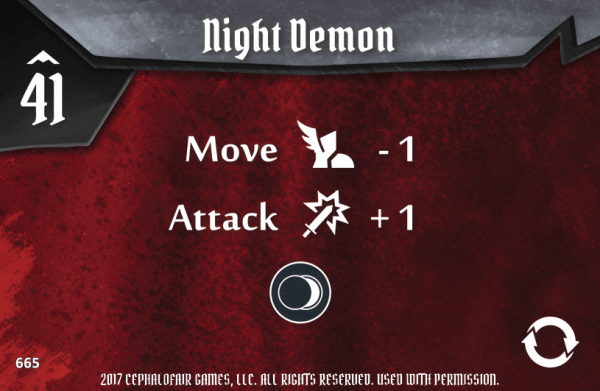 Night Demon
41
Move - 1
Attack + 1
665
2017 CEPHALOFAIR GAMES, LLC. ALL RIGHTS RESERVED. USED WITH PERMISSION.